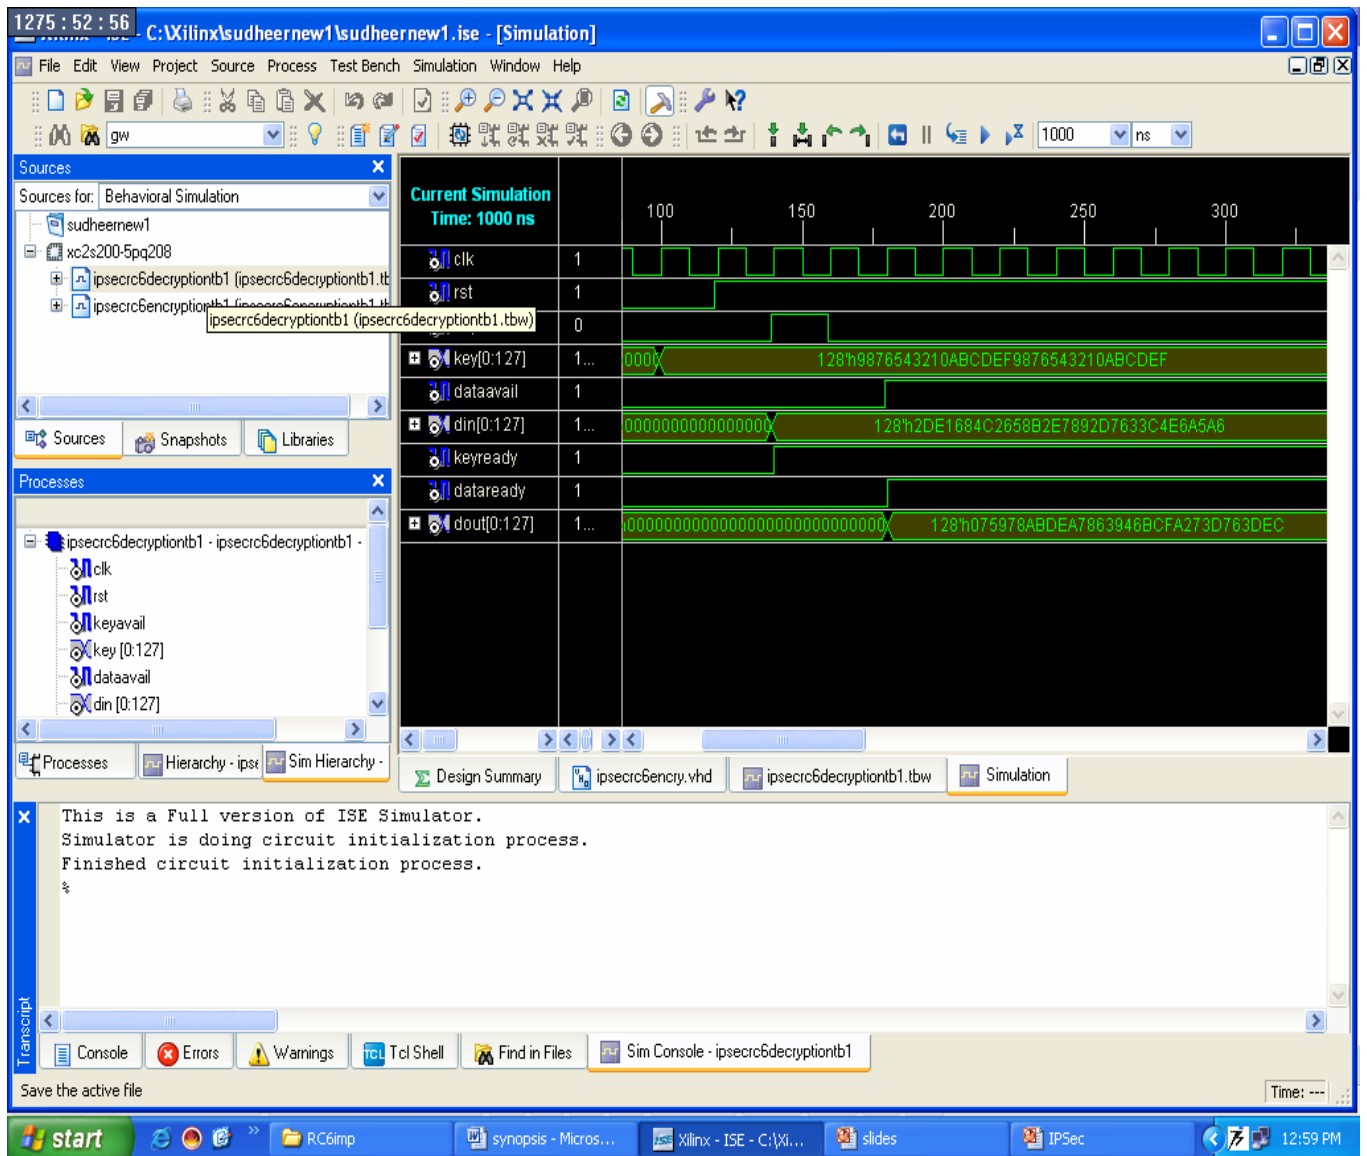 1275 : 52 : 56
- C:\Xilinx\sudheernew1\sudheernew1.ise - [Simulation]
File Edit View Project Source Process Test Bench Simulation Window Help
gw
1000
ns
Sources
Sources for: Behavioral Simulation
sudheernew1
xc2s200-5pq208
ipsecrc6decryptiontb1 (ipsecrc6decryptiontb1.tb
ipsecrc6decryptiontb1 (ipsecrc6decryptiontb1.tbw)
Sources
Snapshots
Libraries
Processes
ipsecrc6decryptiontb1 - ipsecrc6decryptiontb1 -
clk
rst
keyavail
key [0:127]
dataavail
din [0:127]
Processes
Hierarchy - ipse
Sim Hierarchy -
Current Simulation
Time: 1000 ns
100 150 200 250 300
clk 1
rst 1
0
key[0:127] 1... 0000 128'h9876543210ABCDEF9876543210ABCDEF
dataavail 1
din[0:127] 1... 128'h2DE1684C2658B2E7892D7633C4E6A5A6
keyready 1
dataready 1
dout[0:127] 1... 128'h075978ABDEA7863946BCFA273D763DEC
Design Summary
ipsecrc6encry.vhd
ipsecrc6decryptiontb1.tbw
Simulation
This is a Full version of ISE Simulator.
Simulator is doing circuit initialization process.
Finished circuit initialization process.
%
Transcript
Console
Errors
Warnings
TCL
Tcl Shell
Find in Files
Sim Console - ipsecrc6decryptiontb1
Save the active file
Time: ---
start
RC6imp
synopsis - Micros...
Xilinx - ISE - C:\Xi...
slides
IPSec
12:59 PM